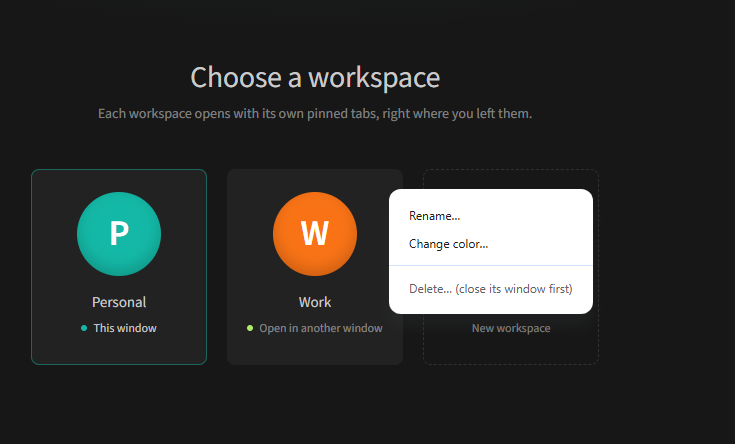 Choose a workspace
Each workspace opens with its own pinned tabs, right where you left them.
P
W
Personal
This window
Work
Open in another window
Rename...
Change color...
Delete... (close its window first)
New workspace